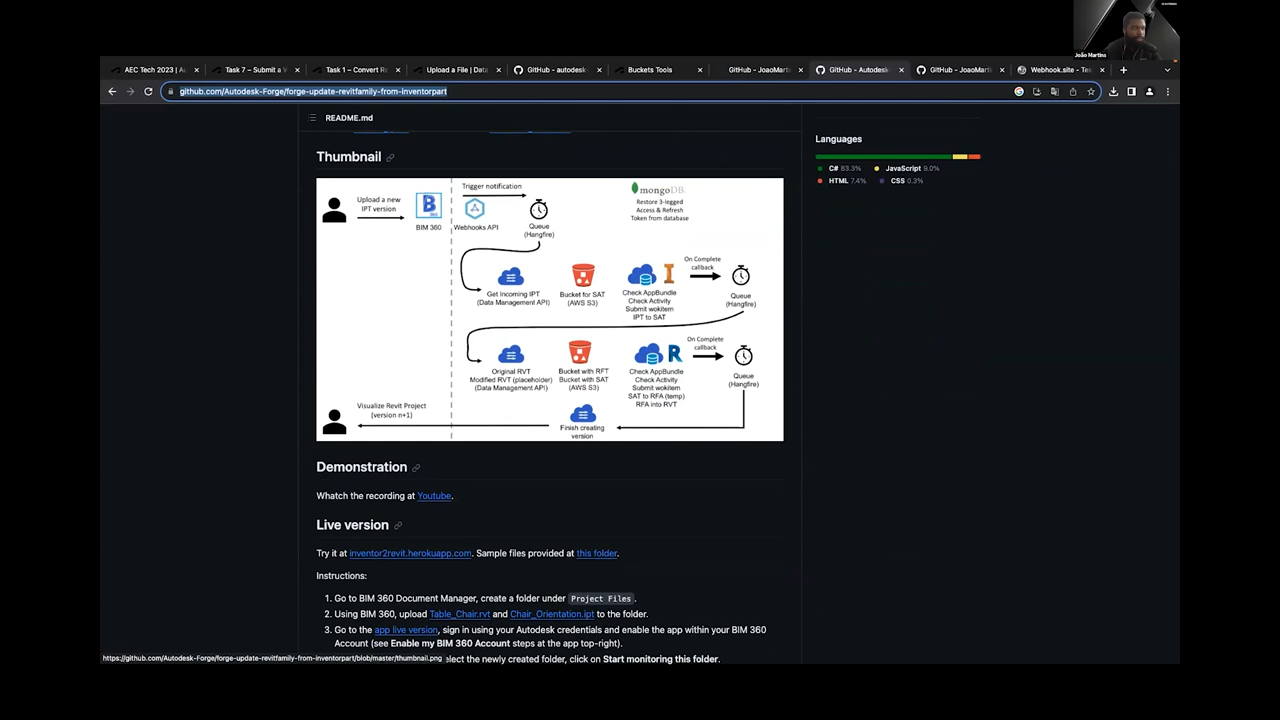 João Martins
AEC Tech 2023 | Au
Task 7 – Submit a W
Task 1 – Convert Re
Upload a File | Data
GitHub - autodesk-
Buckets Tools
GitHub - JoaoMart
GitHub - Autodesk-
GitHub - JoaoMart
Webhook.site - Tes
github.com/Autodesk-Forge/forge-update-revitfamily-from-inventorpart
README.md
Thumbnail
Upload a new
IPT version
BIM 360
Trigger notification
Webhooks API
Queue
(Hangfire)
mongoDB
Restore 3-legged
Access & Refresh
Token from database
Get Incoming IPT
(Data Management API)
Bucket for SAT
(AWS S3)
Check AppBundle
Check Activity
Submit wokitem
IPT to SAT
On Complete
callback
Queue
(Hangfire)
Original RVT
Modified RVT (placeholder)
(Data Management API)
Bucket with RFT
Bucket with SAT
(AWS S3)
Check AppBundle
Check Activity
Submit wokitem
SAT to RFA (temp)
RFA into RVT
On Complete
callback
Queue
(Hangfire)
Visualize Revit Project
(version n+1)
Finish creating
version
Demonstration
Whatch the recording at Youtube.
Live version
Try it at inventor2revit.herokuapp.com. Sample files provided at this folder.
Instructions:
1. Go to BIM 360 Document Manager, create a folder under Project Files.
2. Using BIM 360, upload Table_Chair.rvt and Chair_Orientation.ipt to the folder.
3. Go to the app live version, sign in using your Autodesk credentials and enable the app within your BIM 360
Account (see Enable my BIM 360 Account steps at the app top-right).
elect the newly created folder, click on Start monitoring this folder.
https://github.com/Autodesk-Forge/forge-update-revitfamily-from-inventorpart/blob/master/thumbnail.png
Languages
C# 83.3%
JavaScript 9.0%
HTML 7.4%
CSS 0.3%